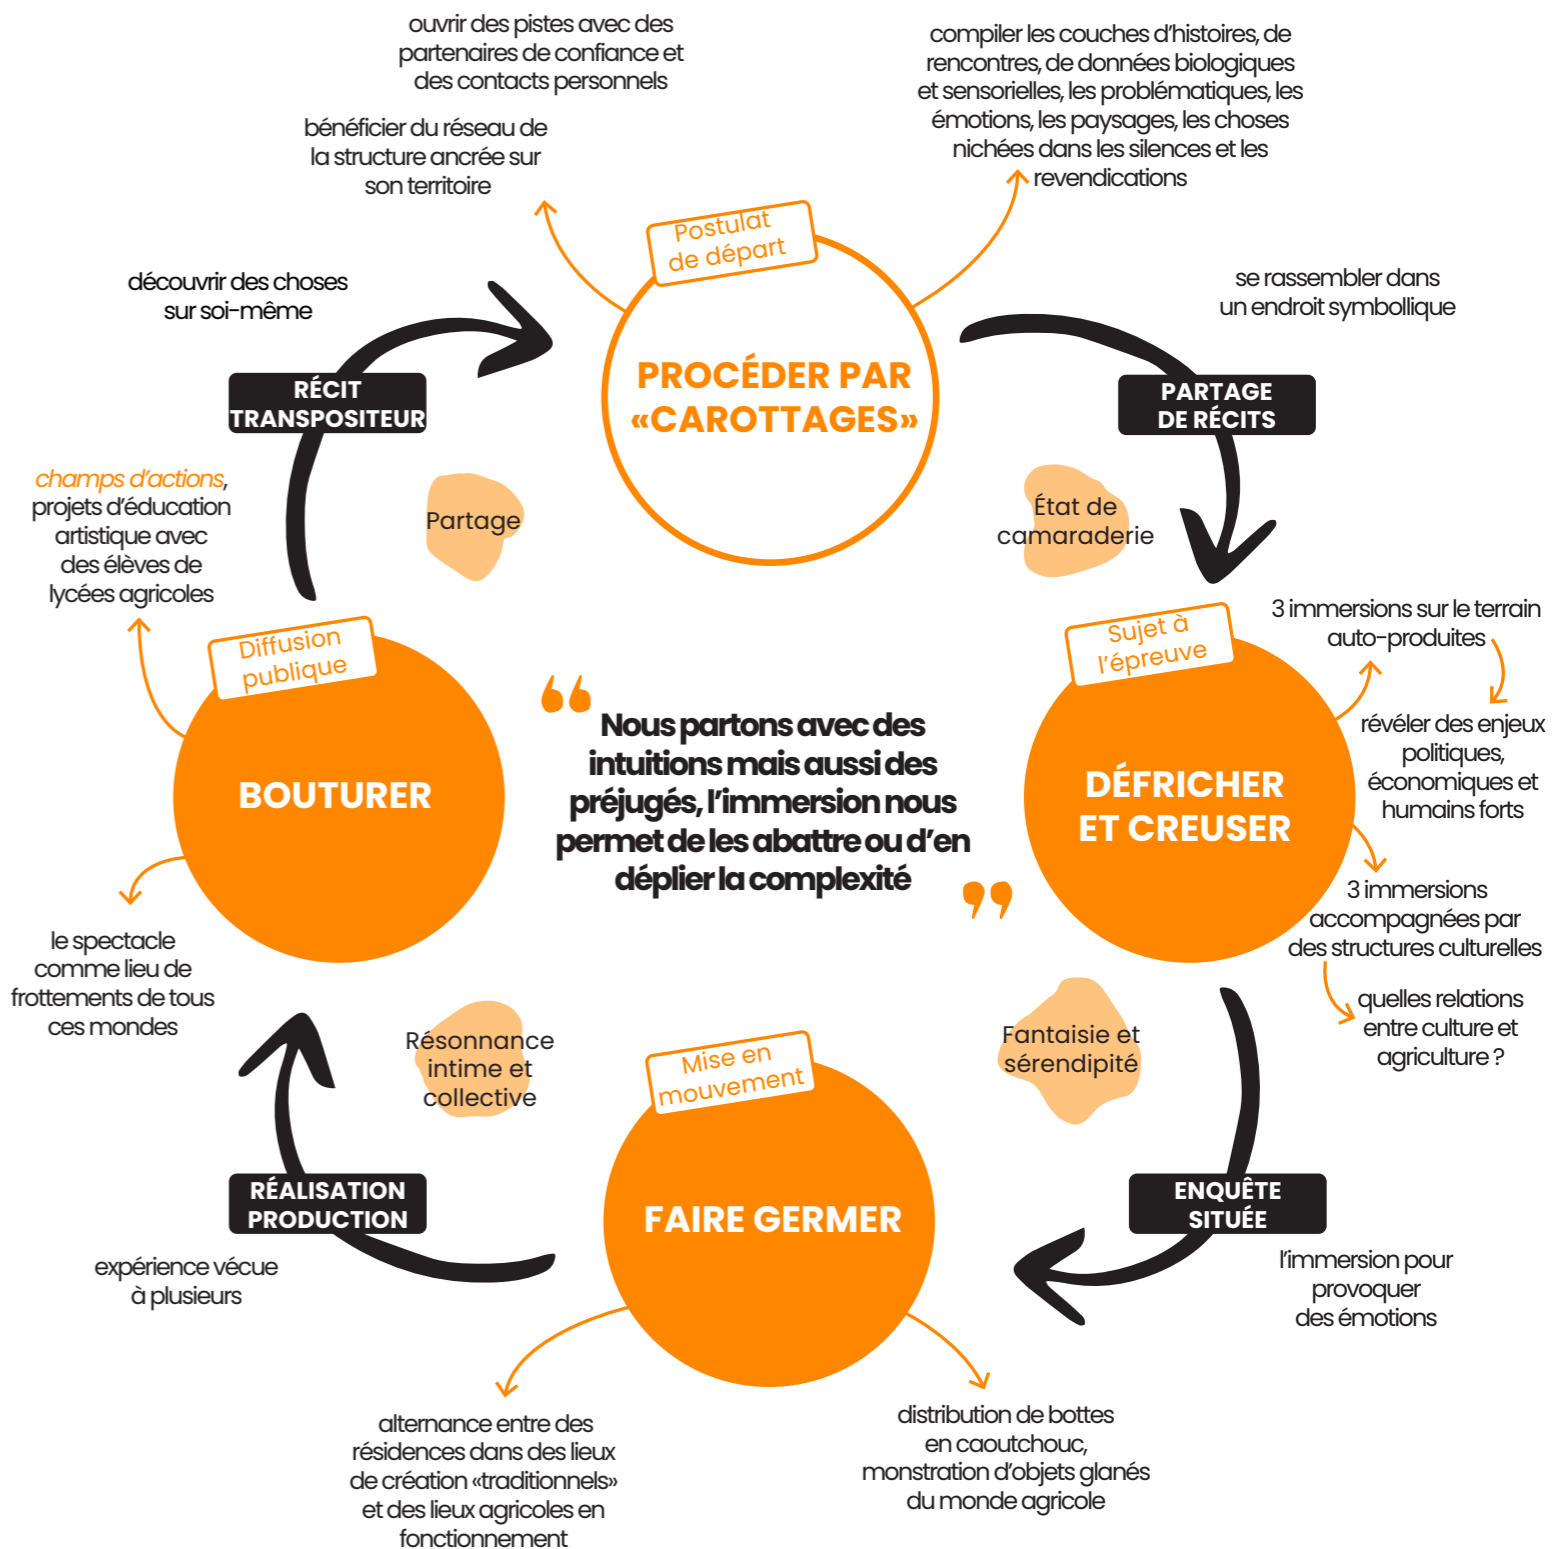 ouvrir des pistes avec des
partenaires de confiance et
des contacts personnels
bénéficier du réseau de
la structure ancrée sur
son territoire
compiler les couches d'histoires, de
rencontres, de données biologiques
et sensorielles, les problématiques, les
émotions, les paysages, les choses
nichées dans les silences et les
revendications
Postulat
de départ
PROCÉDER PAR
«CAROTTAGES»
découvrir des choses
sur soi-même
se rassembler dans
un endroit symbollique
RÉCIT
TRANSPOSITEUR
PARTAGE
DE RÉCITS
champs d'actions,
projets d'éducation
artistique avec
des élèves de
lycées agricoles
Partage
État de
camaraderie
Diffusion
publique
BOUTURER
Sujet à
l'épreuve
DÉFRICHER
ET CREUSER
3 immersions sur le terrain
auto-produites
révéler des enjeux
politiques,
économiques et
humains forts
“
Nous partons avec des
intuitions mais aussi des
préjugés, l'immersion nous
permet de les abattre ou d'en
déplier la complexité
”
3 immersions
accompagnées par
des structures culturelles
quelles relations
entre culture et
agriculture ?
le spectacle
comme lieu de
frottements de tous
ces mondes
Résonnance
intime et
collective
Fantaisie et
sérendipité
Mise en
mouvement
FAIRE GERMER
RÉALISATION
PRODUCTION
ENQUÊTE
SITUÉE
expérience vécue
à plusieurs
l'immersion pour
provoquer
des émotions
alternance entre des
résidences dans des lieux
de création «traditionnels»
et des lieux agricoles en
fonctionnement
distribution de bottes
en caoutchouc,
monstration d'objets glanés
du monde agricole